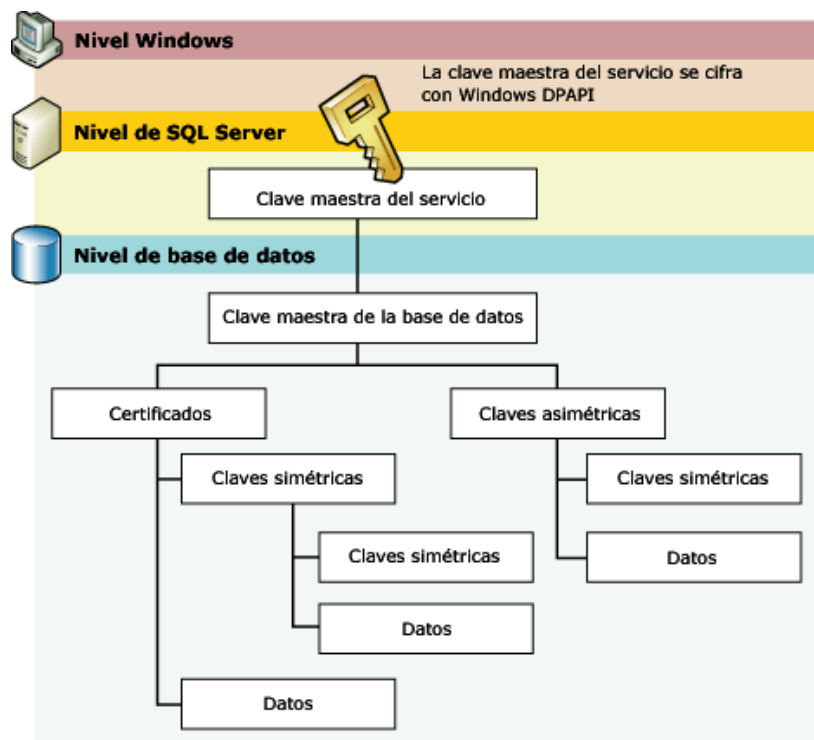 Nivel Windows
La clave maestra del servicio se cifra
con Windows DPAPI
Nivel de SQL Server
Clave maestra del servicio
Nivel de base de datos
Clave maestra de la base de datos
Certificados
Claves asimétricas
Claves simétricas
Claves simétricas
Claves simétricas
Datos
Datos
Datos